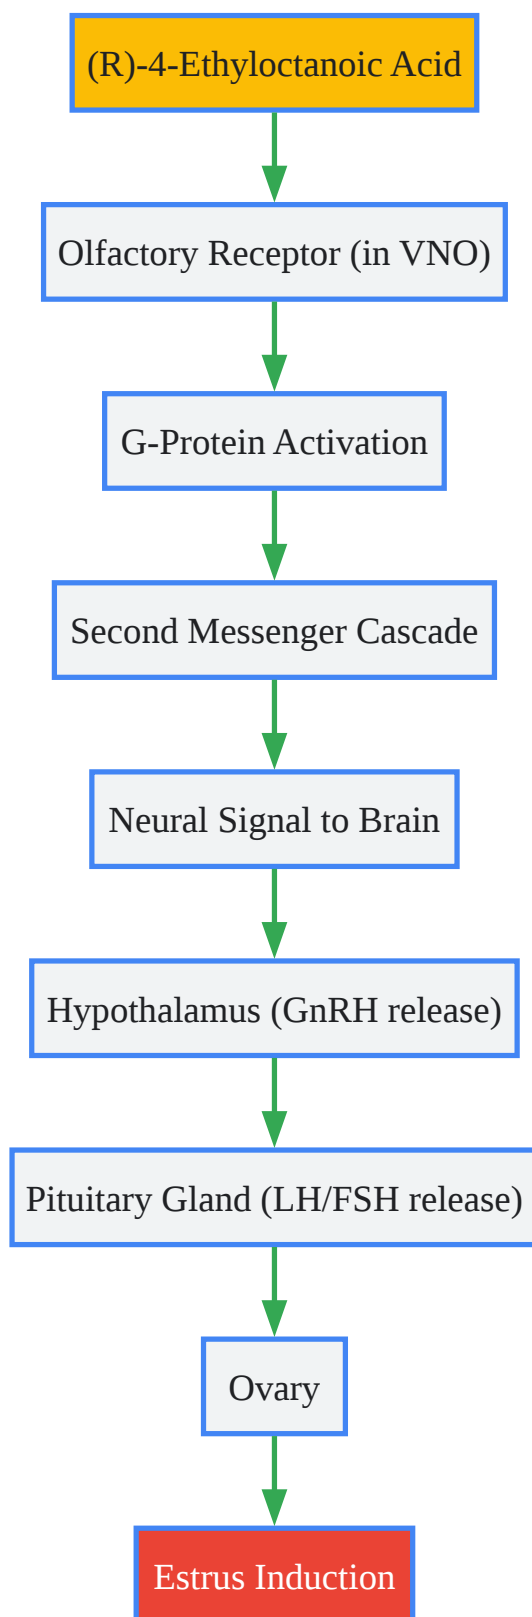 (R)-4-Ethyloctanoic Acid
Olfactory Receptor (in VNO)
G-Protein Activation
Second Messenger Cascade
Neural Signal to Brain
Hypothalamus (GnRH release)
Pituitary Gland (LH/FSH release)
Ovary
Estrus Induction